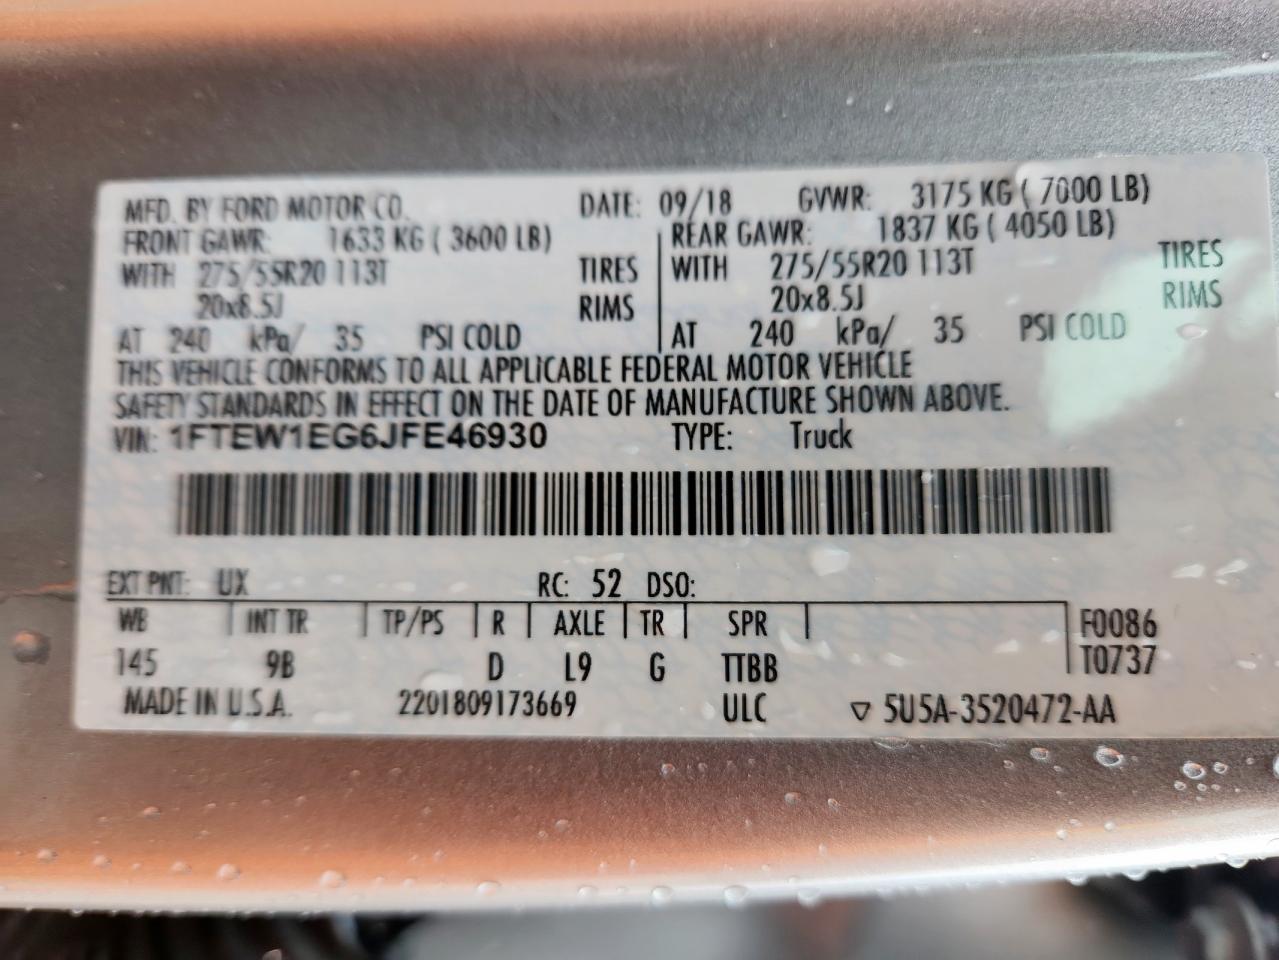 MFD. BY FORD MOTOR CO. DATE: 09/18 GVWR: 3175 KG ( 7000 LB)
FRONT GAWR: 1633 KG ( 3600 LB) REAR GAWR: 1837 KG ( 4050 LB)
WITH 275/55R20 113T TIRES WITH 275/55R20 113T TIRES
20x8.5J RIMS 20x8.5J RIMS
AT 240 kPa/ 35 PSI COLD AT 240 kPa/ 35 PSI COLD
THIS VEHICLE CONFORMS TO ALL APPLICABLE FEDERAL MOTOR VEHICLE
SAFETY STANDARDS IN EFFECT ON THE DATE OF MANUFACTURE SHOWN ABOVE.
VIN: 1FTEW1EG6JFE46930 TYPE: Truck
EXT PNT: UX RC: 52 DSO:
WB INT TR TP/PS R AXLE TR SPR F0086
145 9B D L9 G TTBB T0737
MADE IN U.S.A. 2201809173669 ULC ▽ 5U5A-3520472-AA